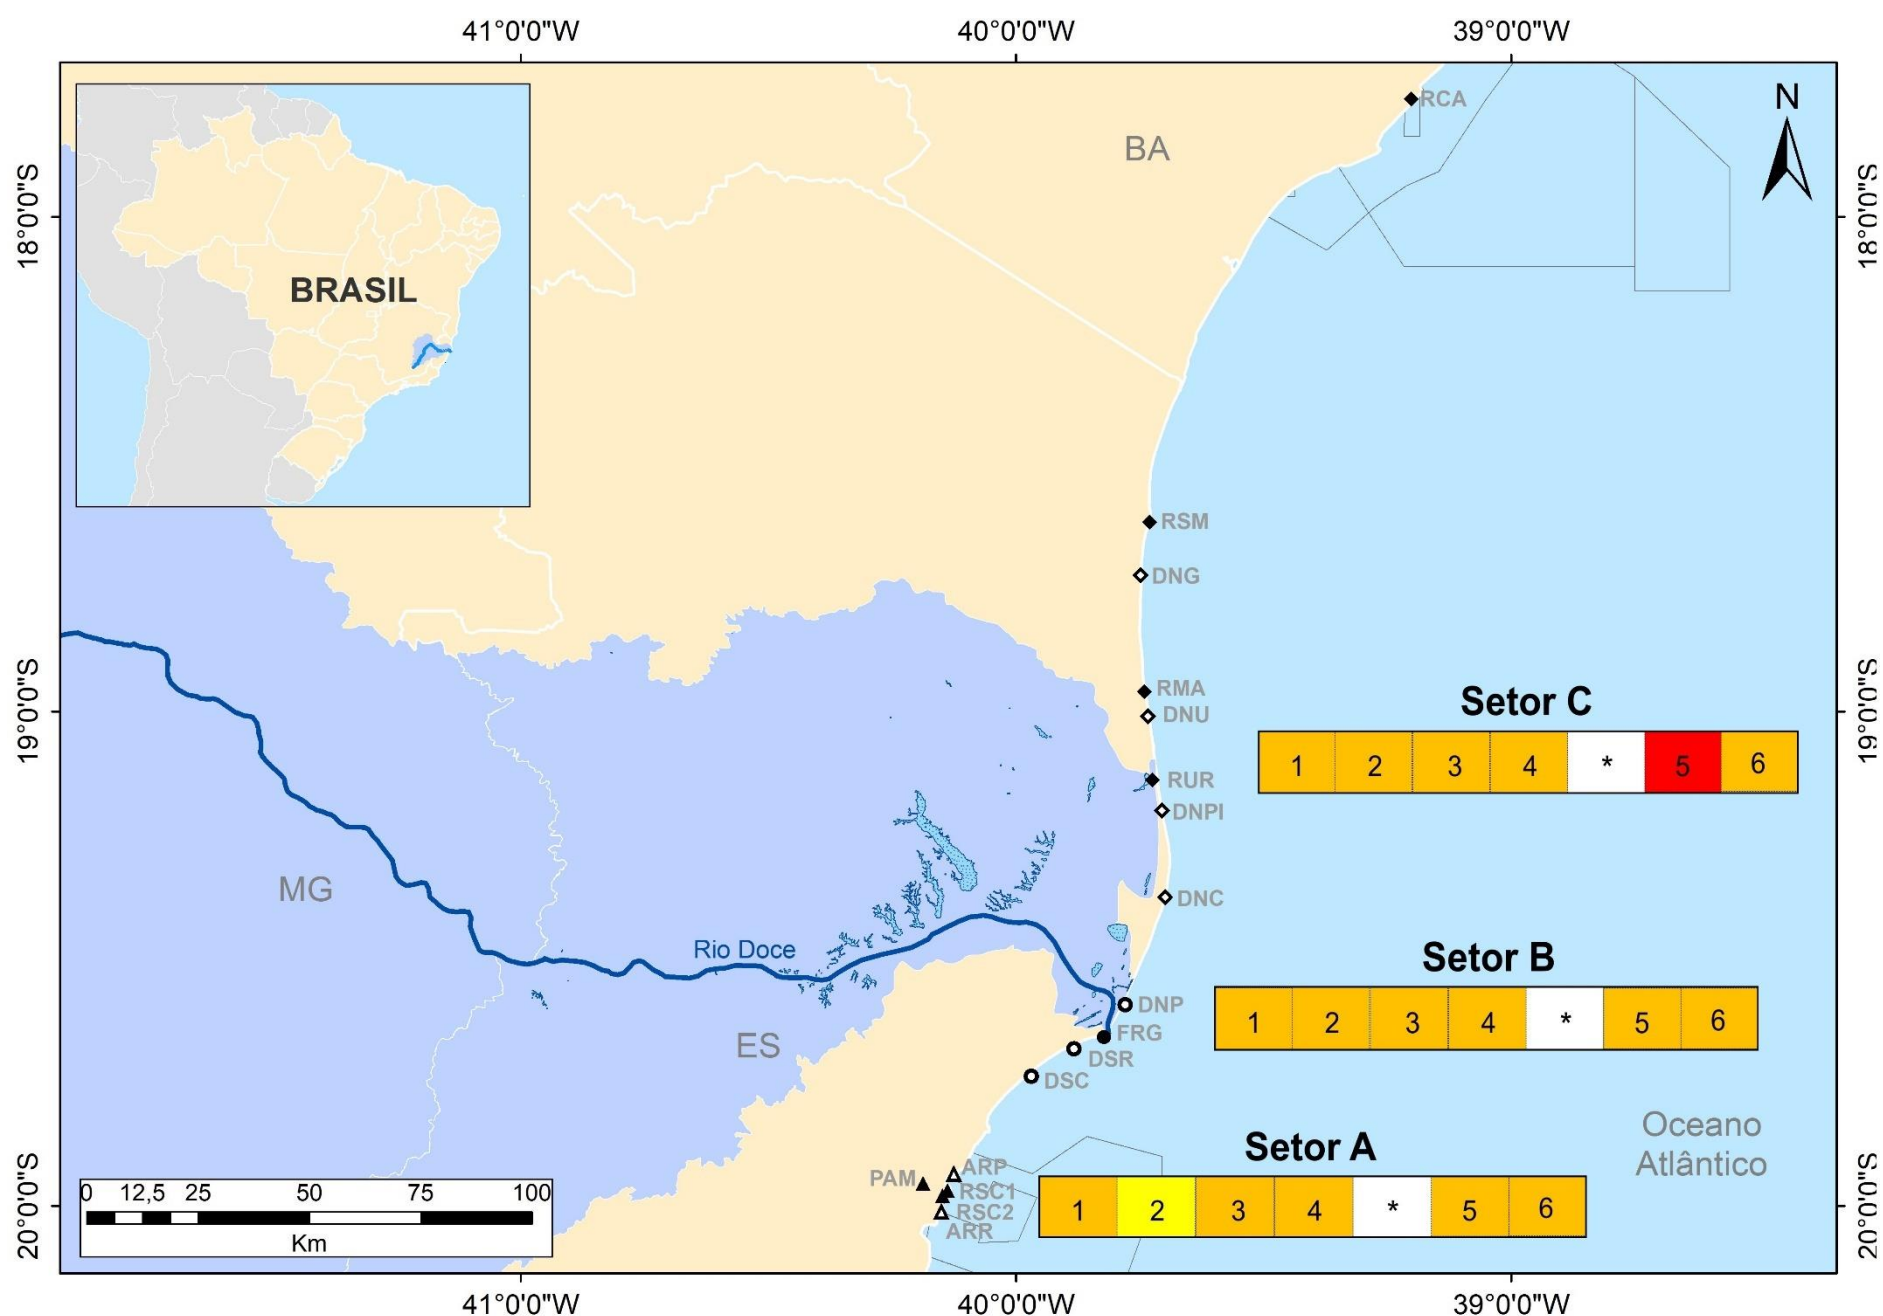 41°0'0"W
40°0'0"W
39°0'0"W
18°0'0"S
19°0'0"S
20°0'0"S
BRASIL
BA
RCA
N
18°0'0"S
RSM
DNG
RMA
DNU
RUR
DNPI
DNC
Setor C
1 2 3 4 * 5 6
19°0'0"S
MG
Rio Doce
ES
DNP
FRG
DSR
DSC
Setor B
1 2 3 4 * 5 6
Oceano
Atlântico
PAM
ARP
RSC1
RSC2
ARR
Setor A
1 2 3 4 * 5 6
20°0'0"S
0 12,5 25 50 75 100
Km
41°0'0"W
40°0'0"W
39°0'0"W